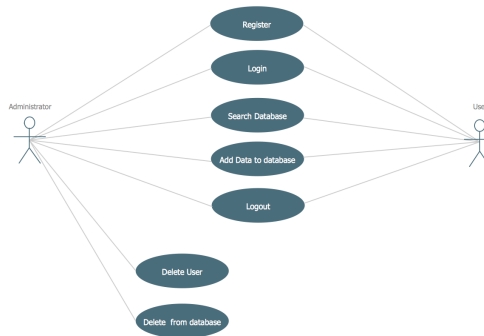 Register
Login
Administrator
Use
Search Database
Add Data to database
Logout
Delete User
Delete from database